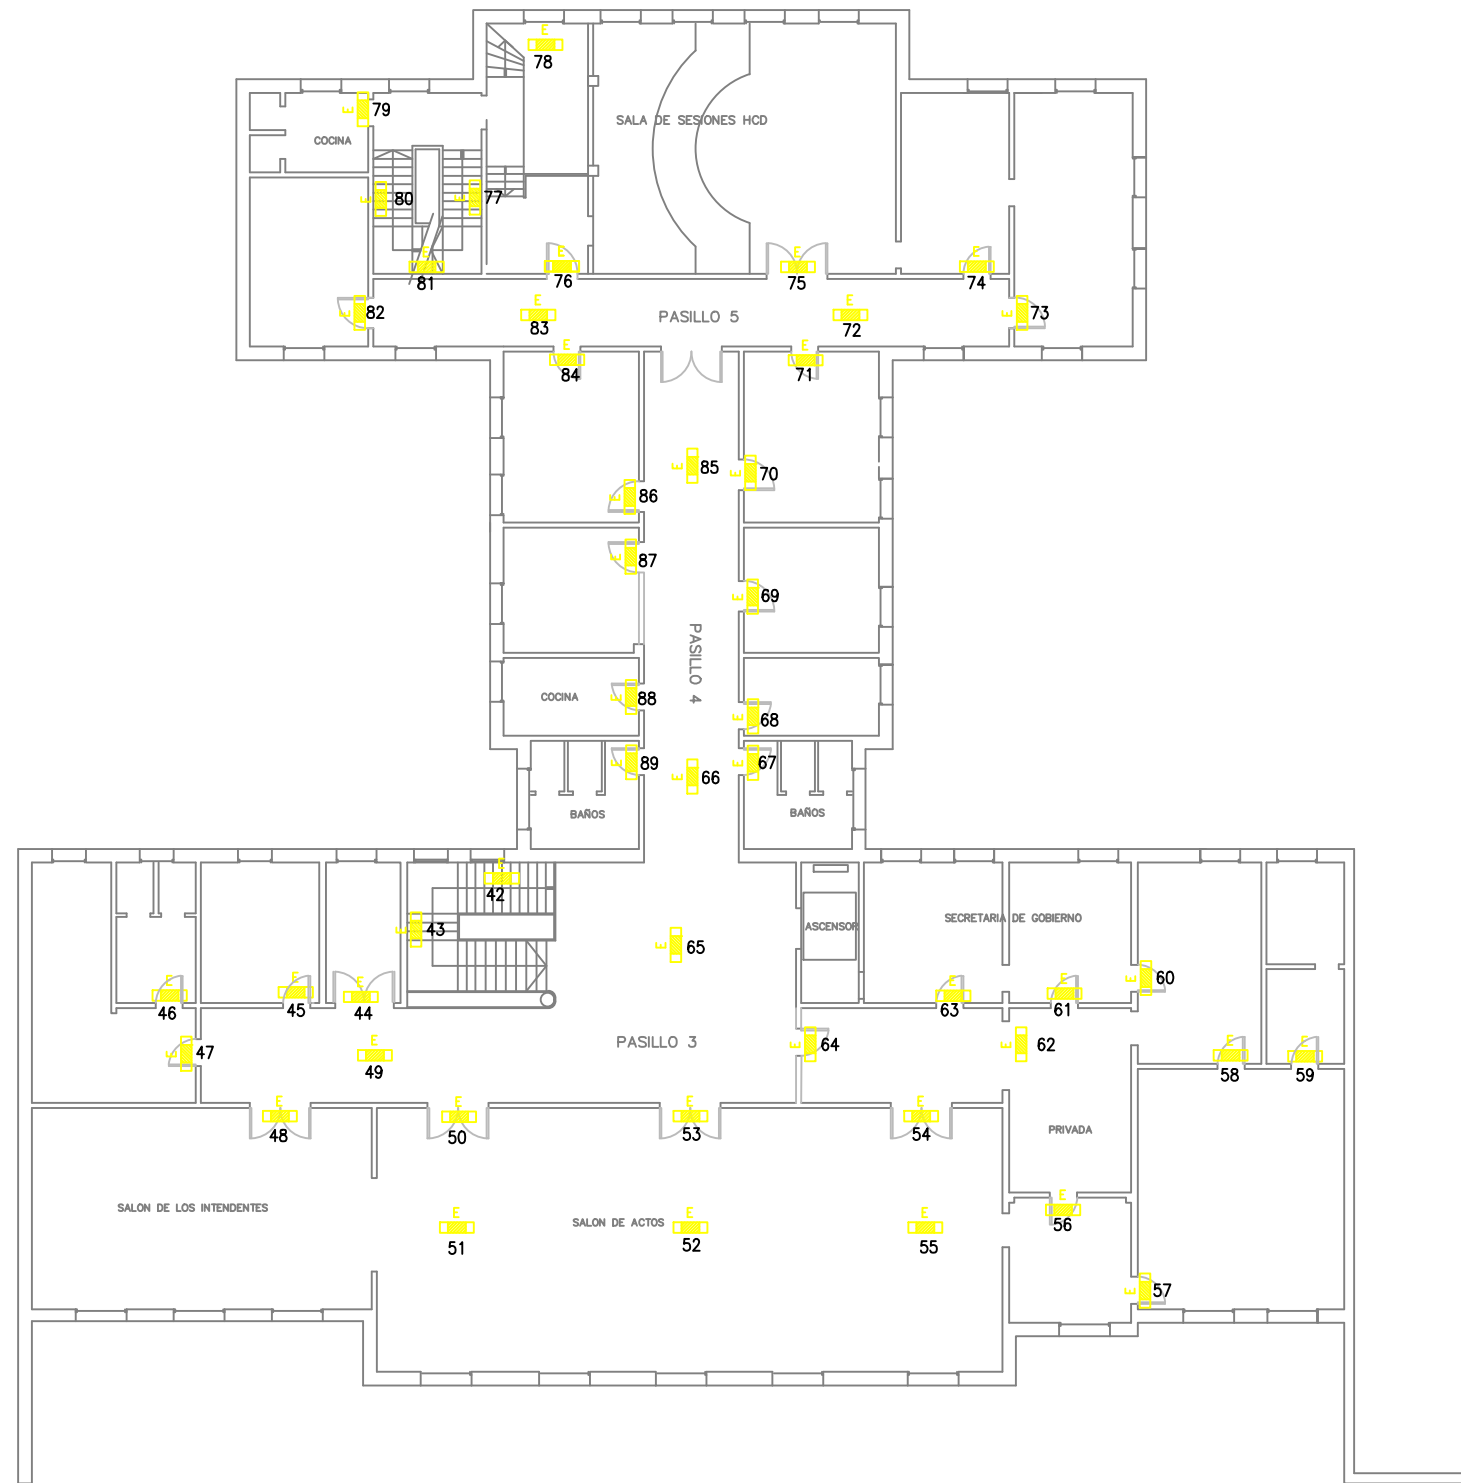 E
78
E 79
SALA DE SESIONES HCD
COCINA
E 80
E 77
E
81
E
76
E
75
E
74
E 82
E
83
PASILLO 5
E
72
E 73
E
84
E
71
E 85
E 70
E 86
E 87
E 69
PASILLO 4
COCINA
E 88
E 68
E 89
E 66
E 67
BAÑOS
BAÑOS
E
42
E 43
ASCENSOR
SECRETARIA DE GOBIERNO
E 65
E
46
E
45
E
44
E
63
E
61
E 60
E 47
E
49
PASILLO 3
E 64
E 62
E
58
E
59
E
48
E
50
E
53
E
54
PRIVADA
SALON DE LOS INTENDENTES
E
51
SALON DE ACTOS
E
52
E
55
E
56
E 57